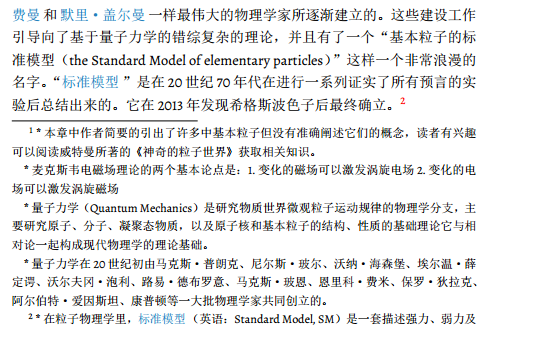 费曼 和 默里·盖尔曼 一样最伟大的物理学家所逐渐建立的。这些建设工作
引导向了基于量子力学的错综复杂的理论，并且有了一个“基本粒子的标
准模型（the Standard Model of elementary particles）”这样一个非常浪漫的
名字。“标准模型 ”是在 20 世纪 70 年代在进行一系列证实了所有预言的实
验后总结出来的。它在 2013 年发现希格斯波色子后最终确立。2
1 * 本章中作者简要的引出了许多中基本粒子但没有准确阐述它们的概念，读者有兴趣
可以阅读威特曼所著的《神奇的粒子世界》获取相关知识。
* 麦克斯韦电磁场理论的两个基本论点是：1. 变化的磁场可以激发涡旋电场 2. 变化的电
场可以激发涡旋磁场
* 量子力学（Quantum Mechanics）是研究物质世界微观粒子运动规律的物理学分支，主
要研究原子、分子、凝聚态物质，以及原子核和基本粒子的结构、性质的基础理论它与相
对论一起构成现代物理学的理论基础。
* 量子力学在 20 世纪初由马克斯·普朗克、尼尔斯·玻尔、沃纳·海森堡、埃尔温·薛
定谔、沃尔夫冈·泡利、路易·德布罗意、马克斯·玻恩、恩里科·费米、保罗·狄拉克、
阿尔伯特·爱因斯坦、康普顿等一大批物理学家共同创立的。
2 * 在粒子物理学里，标准模型（英语：Standard Model, SM）是一套描述强力、弱力及